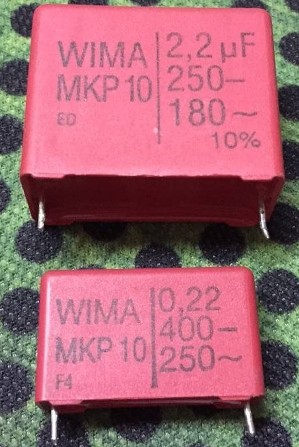 WIMA 2,2 µF
MKP 10 250–
180~
ED
10%
WIMA 0,22
MKP 10 400–
F4 250~